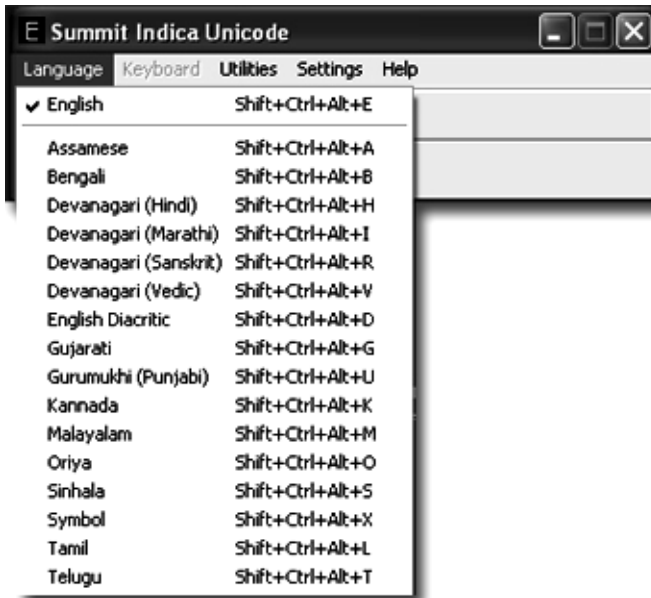 E Summit Indica Unicode
Language Keyboard Utilities Settings Help
English Shift+Ctrl+Alt+E
Assamese Shift+Ctrl+Alt+A
Bengali Shift+Ctrl+Alt+B
Devanagari (Hindi) Shift+Ctrl+Alt+H
Devanagari (Marathi) Shift+Ctrl+Alt+I
Devanagari (Sanskrit) Shift+Ctrl+Alt+R
Devanagari (Vedic) Shift+Ctrl+Alt+V
English Diacritic Shift+Ctrl+Alt+D
Gujarati Shift+Ctrl+Alt+G
Gurumukhi (Punjabi) Shift+Ctrl+Alt+U
Kannada Shift+Ctrl+Alt+K
Malayalam Shift+Ctrl+Alt+M
Oriya Shift+Ctrl+Alt+O
Sinhala Shift+Ctrl+Alt+S
Symbol Shift+Ctrl+Alt+X
Tamil Shift+Ctrl+Alt+L
Telugu Shift+Ctrl+Alt+T